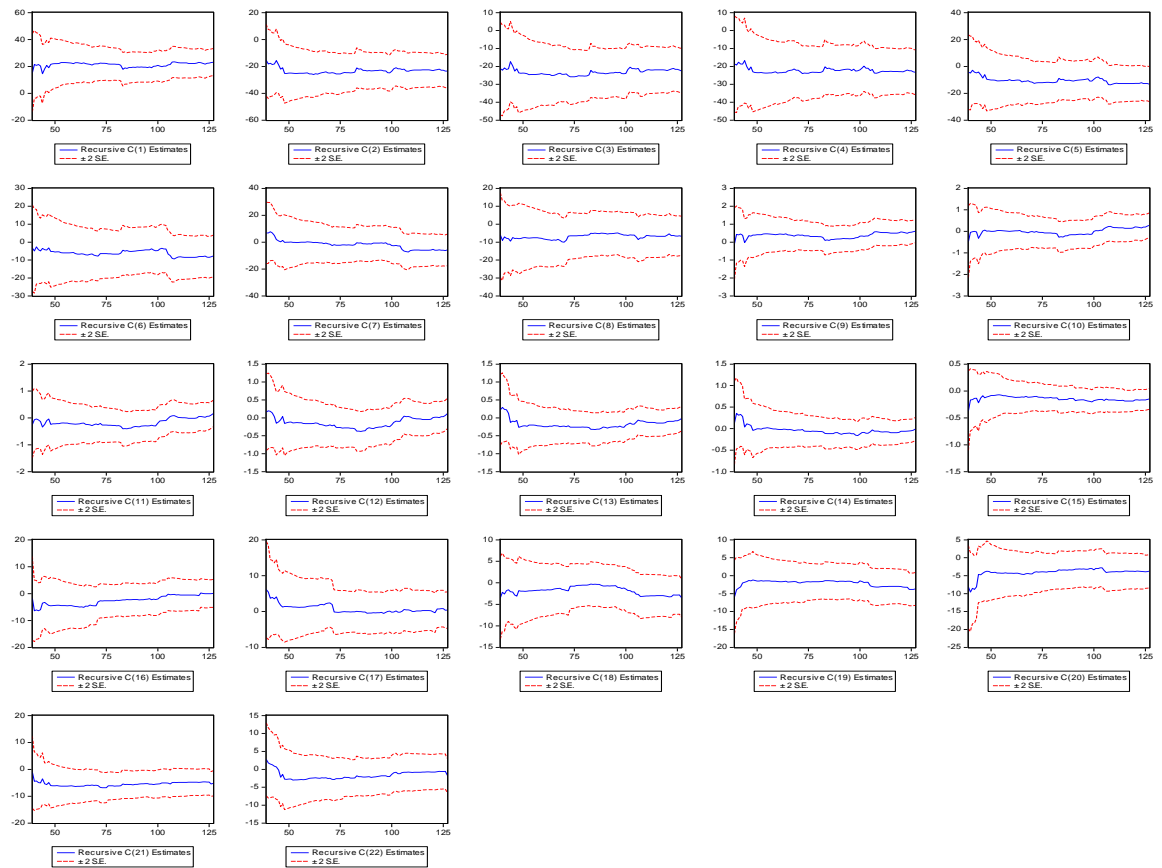 60
40
20
0
-20
50 75 100 125
Recursive C(1) Estimates
± 2 S.E.
20
0
-20
-40
-60
50 75 100 125
Recursive C(2) Estimates
± 2 S.E.
10
0
-10
-20
-30
-40
-50
50 75 100 125
Recursive C(3) Estimates
± 2 S.E.
10
0
-10
-20
-30
-40
-50
50 75 100 125
Recursive C(4) Estimates
± 2 S.E.
40
20
0
-20
-40
50 75 100 125
Recursive C(5) Estimates
± 2 S.E.
30
20
10
0
-10
-20
-30
50 75 100 125
Recursive C(6) Estimates
± 2 S.E.
40
20
0
-20
-40
50 75 100 125
Recursive C(7) Estimates
± 2 S.E.
20
10
0
-10
-20
-30
-40
50 75 100 125
Recursive C(8) Estimates
± 2 S.E.
3
2
1
0
-1
-2
-3
50 75 100 125
Recursive C(9) Estimates
± 2 S.E.
2
1
0
-1
-2
-3
50 75 100 125
Recursive C(10) Estimates
± 2 S.E.
2
1
0
-1
-2
50 75 100 125
Recursive C(11) Estimates
± 2 S.E.
1.5
1.0
0.5
0.0
-0.5
-1.0
-1.5
50 75 100 125
Recursive C(12) Estimates
± 2 S.E.
1.5
1.0
0.5
0.0
-0.5
-1.0
-1.5
50 75 100 125
Recursive C(13) Estimates
± 2 S.E.
1.5
1.0
0.5
0.0
-0.5
-1.0
50 75 100 125
Recursive C(14) Estimates
± 2 S.E.
0.5
0.0
-0.5
-1.0
-1.5
50 75 100 125
Recursive C(15) Estimates
± 2 S.E.
20
10
0
-10
-20
50 75 100 125
Recursive C(16) Estimates
± 2 S.E.
20
10
0
-10
50 75 100 125
Recursive C(17) Estimates
± 2 S.E.
10
5
0
-5
-10
-15
50 75 100 125
Recursive C(18) Estimates
± 2 S.E.
10
5
0
-5
-10
-15
-20
50 75 100 125
Recursive C(19) Estimates
± 2 S.E.
5
0
-5
-10
-15
-20
-25
50 75 100 125
Recursive C(20) Estimates
± 2 S.E.
20
10
0
-10
-20
50 75 100 125
Recursive C(21) Estimates
± 2 S.E.
15
10
5
0
-5
-10
-15
50 75 100 125
Recursive C(22) Estimates
± 2 S.E.